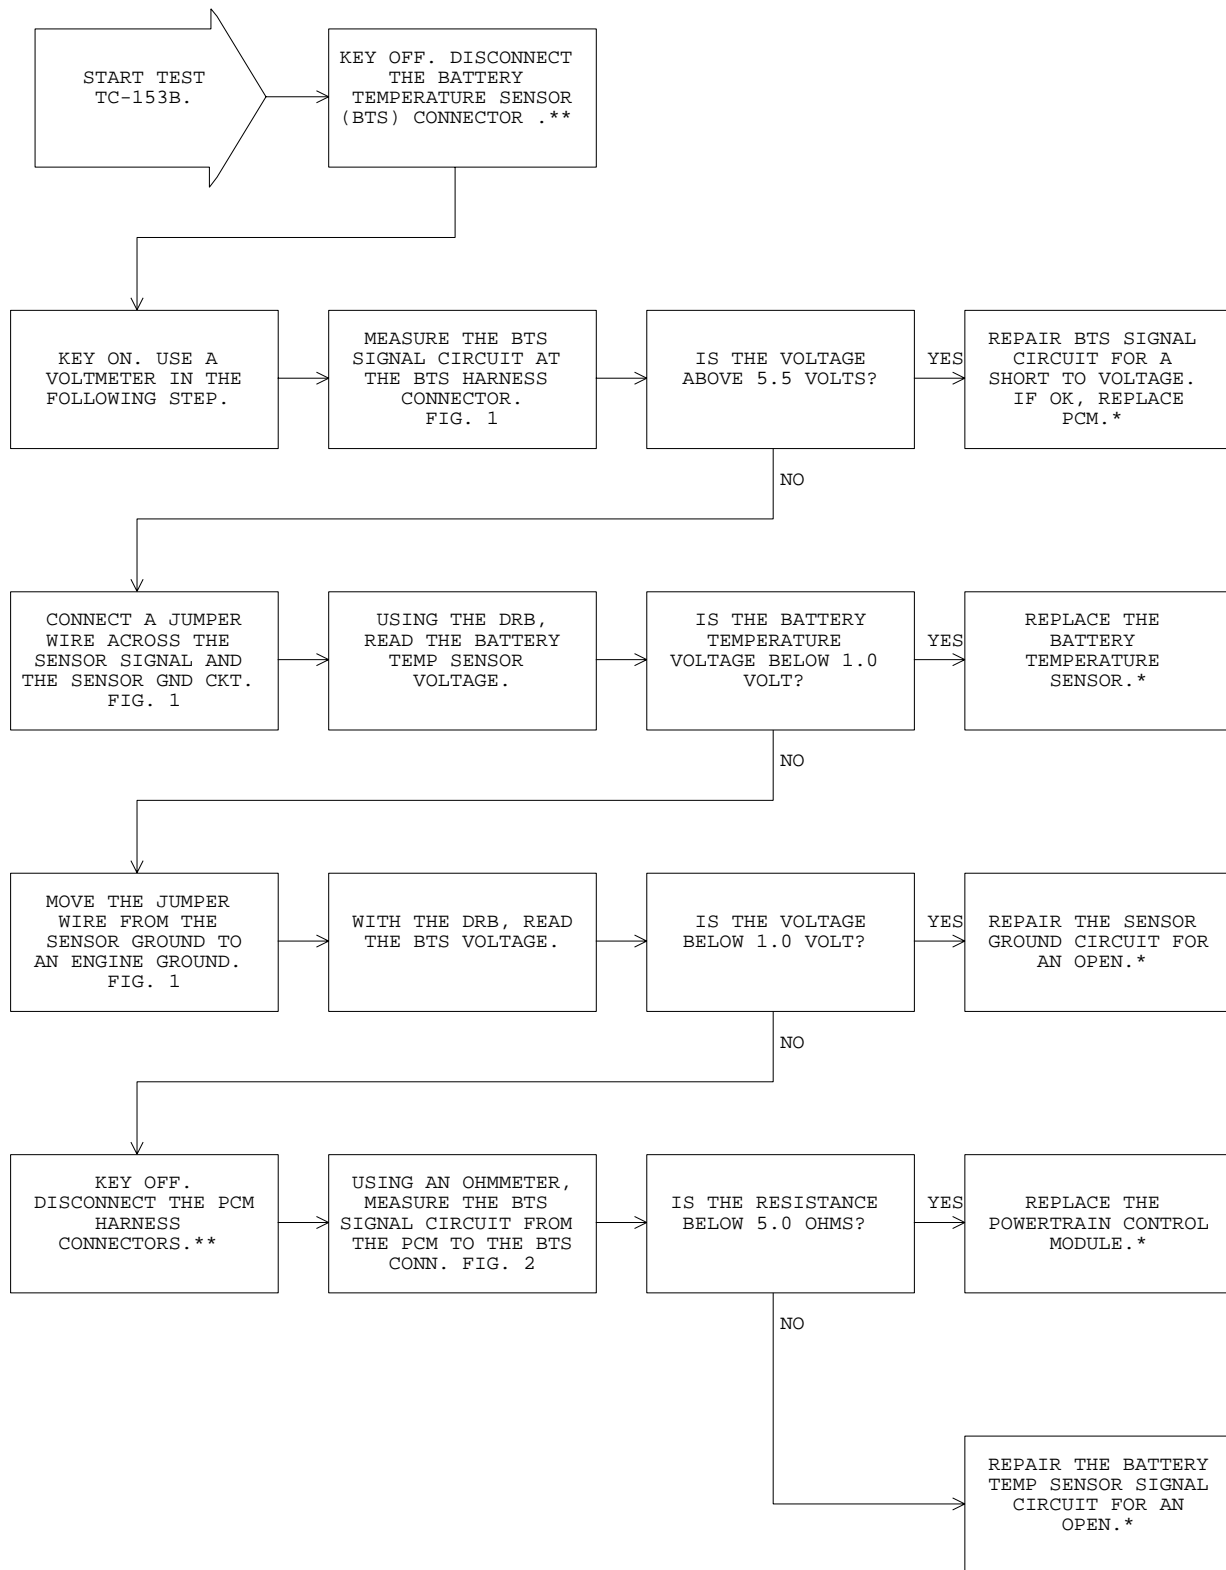 START TEST
TC-153B.
KEY OFF. DISCONNECT
THE BATTERY
TEMPERATURE SENSOR
(BTS) CONNECTOR .**
KEY ON. USE A
VOLTMETER IN THE
FOLLOWING STEP.
MEASURE THE BTS
SIGNAL CIRCUIT AT
THE BTS HARNESS
CONNECTOR.
FIG. 1
IS THE VOLTAGE
ABOVE 5.5 VOLTS?
YES
REPAIR BTS SIGNAL
CIRCUIT FOR A
SHORT TO VOLTAGE.
IF OK, REPLACE
PCM.*
NO
CONNECT A JUMPER
WIRE ACROSS THE
SENSOR SIGNAL AND
THE SENSOR GND CKT.
FIG. 1
USING THE DRB,
READ THE BATTERY
TEMP SENSOR
VOLTAGE.
IS THE BATTERY
TEMPERATURE
VOLTAGE BELOW 1.0
VOLT?
YES
REPLACE THE
BATTERY
TEMPERATURE
SENSOR.*
NO
MOVE THE JUMPER
WIRE FROM THE
SENSOR GROUND TO
AN ENGINE GROUND.
FIG. 1
WITH THE DRB, READ
THE BTS VOLTAGE.
IS THE VOLTAGE
BELOW 1.0 VOLT?
YES
REPAIR THE SENSOR
GROUND CIRCUIT FOR
AN OPEN.*
NO
KEY OFF.
DISCONNECT THE PCM
HARNESS
CONNECTORS.**
USING AN OHMMETER,
MEASURE THE BTS
SIGNAL CIRCUIT FROM
THE PCM TO THE BTS
CONN. FIG. 2
IS THE RESISTANCE
BELOW 5.0 OHMS?
YES
REPLACE THE
POWERTRAIN CONTROL
MODULE.*
NO
REPAIR THE BATTERY
TEMP SENSOR SIGNAL
CIRCUIT FOR AN
OPEN.*